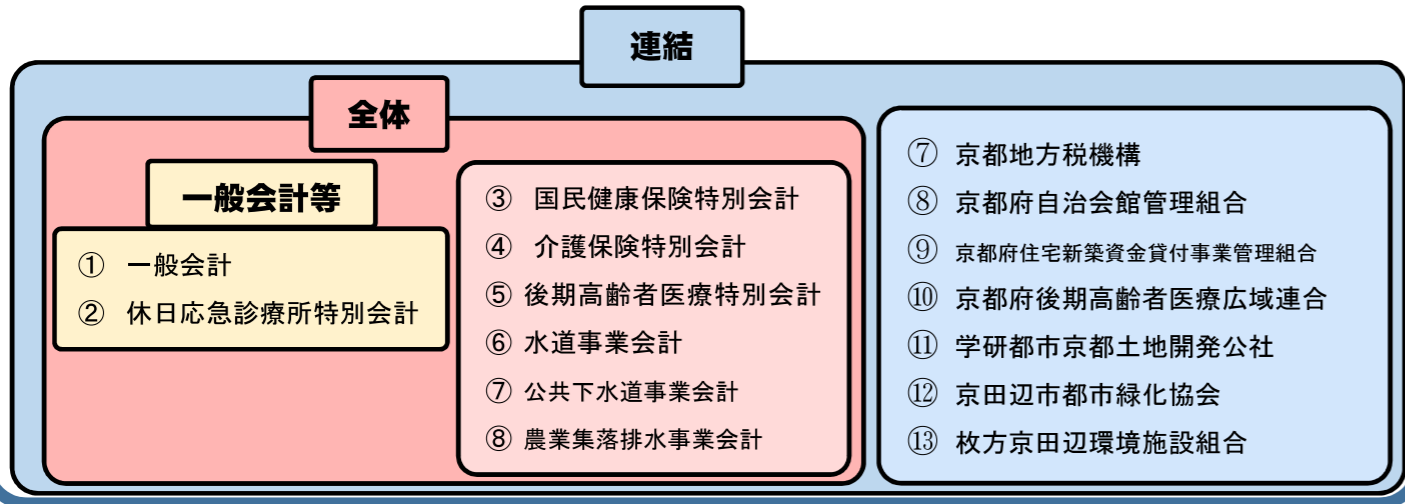 連結
全体
一般会計等
① 一般会計
② 休日応急診療所特別会計
③ 国民健康保険特別会計
④ 介護保険特別会計
⑤ 後期高齢者医療特別会計
⑥ 水道事業会計
⑦ 公共下水道事業会計
⑧ 農業集落排水事業会計
⑦ 京都地方税機構
⑧ 京都府自治会館管理組合
⑨ 京都府住宅新築資金貸付事業管理組合
⑩ 京都府後期高齢者医療広域連合
⑪ 学研都市京都土地開発公社
⑫ 京田辺市都市緑化協会
⑬ 枚方京田辺環境施設組合